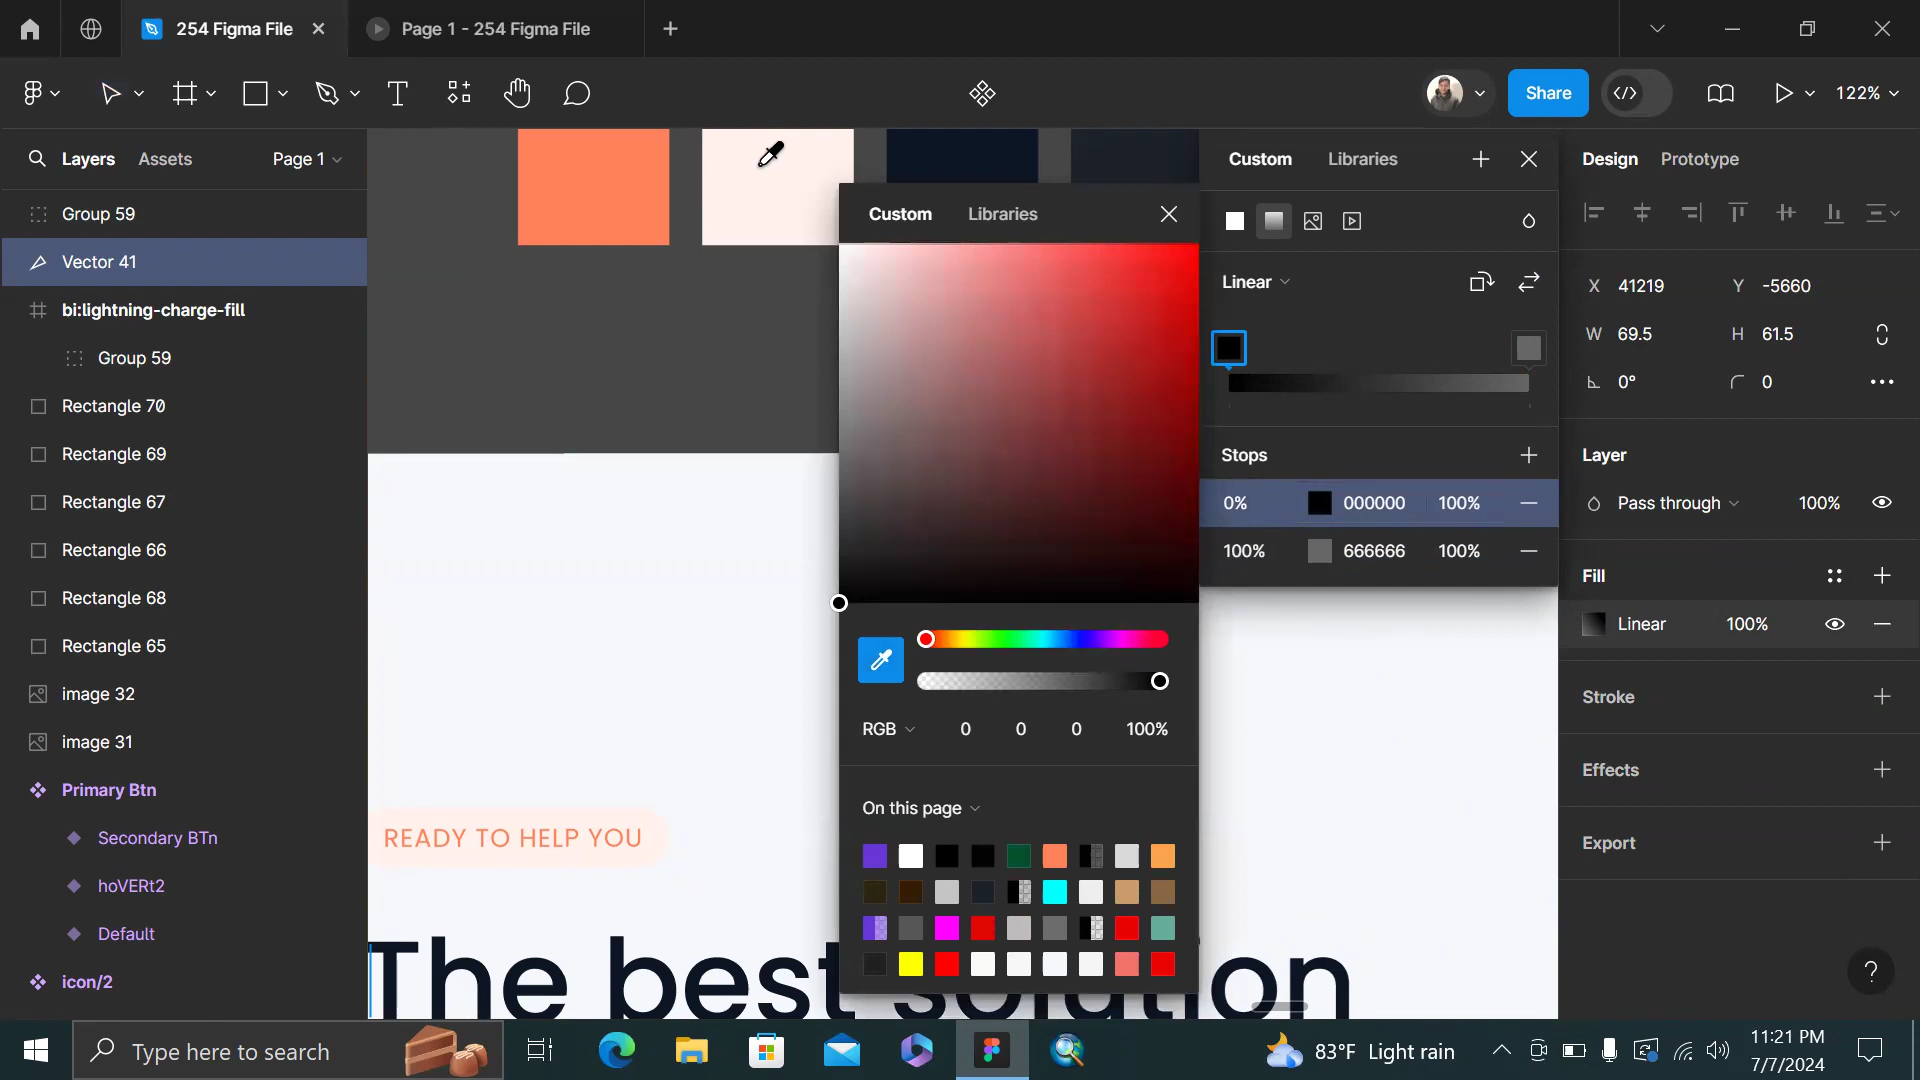 254 Figma File
Page 1 - 254 Figma File
Share
122%
Layers
Assets
Page 1
Group 59
Vector 41
bi:lightning-charge-fill
Group 59
Rectangle 70
Rectangle 69
Rectangle 67
Rectangle 66
Rectangle 68
Rectangle 65
image 32
image 31
Primary Btn
Secondary BTn
hoVERt2
Default
icon/2
READY TO HELP YOU
The best solution
Custom
Libraries
RGB
0
0
0
100%
On this page
Custom
Libraries
Linear
Stops
0%
000000
100%
100%
666666
100%
Design
Prototype
X 41219
Y -5660
W 69.5
H 61.5
0°
0
Layer
Pass through
100%
Fill
Linear
100%
Stroke
Effects
Export
?
Type here to search
83°F Light rain
11:21 PM
7/7/2024